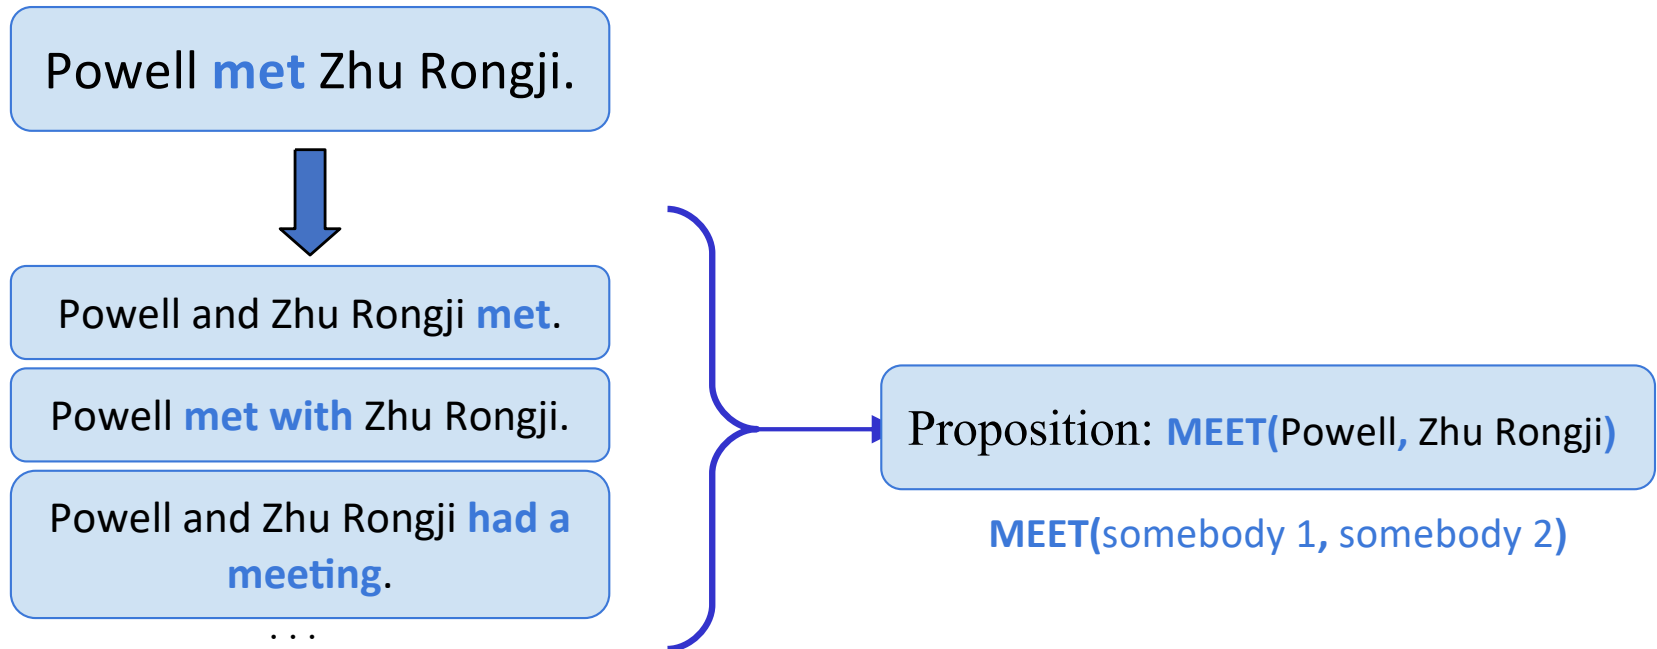 Powell met Zhu Rongji.
Powell and Zhu Rongji met.
Powell met with Zhu Rongji.
Powell and Zhu Rongji had a
meeting.
. . .
Proposition: MEET(Powell, Zhu Rongji)
MEET(somebody 1, somebody 2)